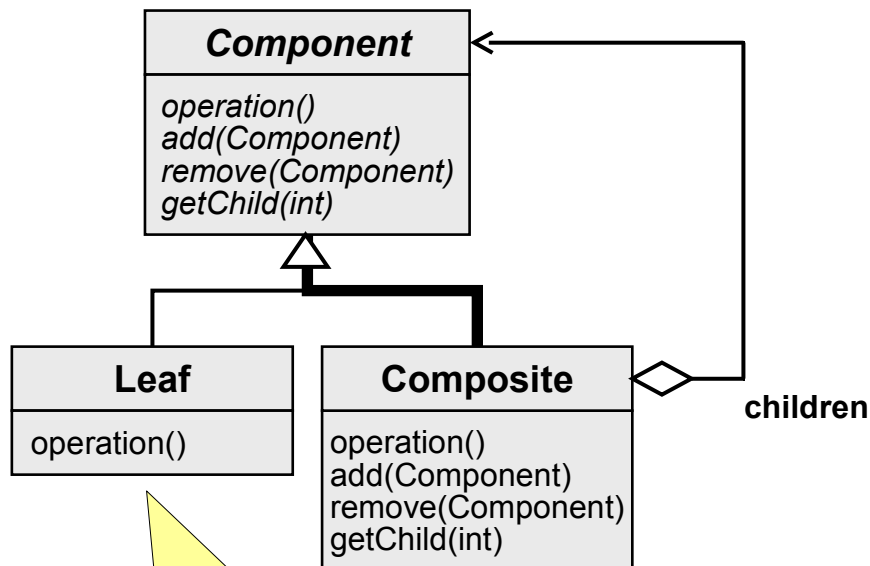 Component
operation()
add(Component)
remove(Component)
getChild(int)
Leaf
operation()
Composite
operation()
add(Component)
remove(Component)
getChild(int)
children